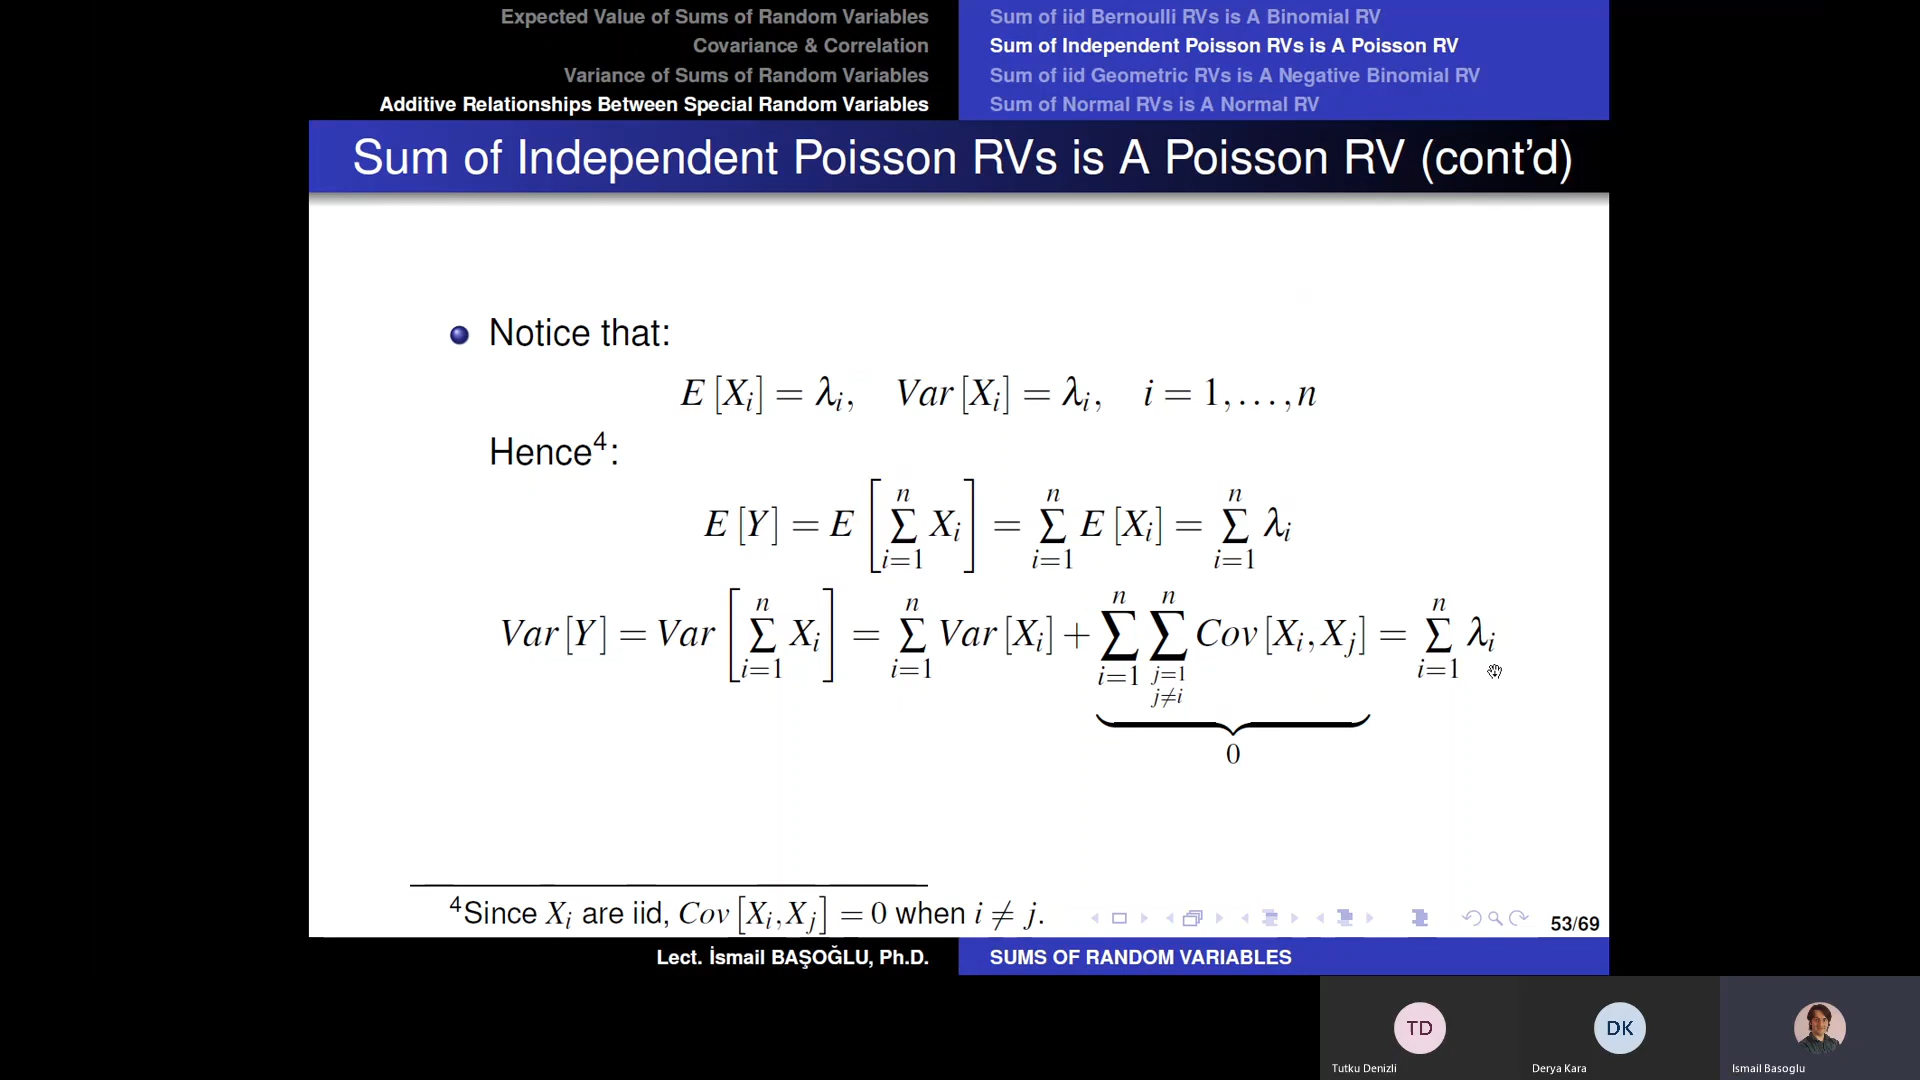 Expected Value of Sums of Random Variables
Covariance & Correlation
Variance of Sums of Random Variables
Additive Relationships Between Special Random Variables
Sum of iid Bernoulli RVs is A Binomial RV
Sum of Independent Poisson RVs is A Poisson RV
Sum of iid Geometric RVs is A Negative Binomial RV
Sum of Normal RVs is A Normal RV
Sum of Independent Poisson RVs is A Poisson RV (cont'd)
Notice that:
E [X_i] = λ_i,   Var [X_i] = λ_i,   i = 1,...,n
Hence⁴:
E [Y] = E [∑_{i=1}^{n} X_i] = ∑_{i=1}^{n} E [X_i] = ∑_{i=1}^{n} λ_i
Var [Y] = Var [∑_{i=1}^{n} X_i] = ∑_{i=1}^{n} Var [X_i] + ∑_{i=1}^{n} ∑_{j=1, j≠i}^{n} Cov [X_i, X_j] = ∑_{i=1}^{n} λ_i
0
⁴Since X_i are iid, Cov [X_i, X_j] = 0 when i ≠ j.
53/69
Lect. İsmail BAŞOĞLU, Ph.D.
SUMS OF RANDOM VARIABLES
TD
DK
Tutku Denizli
Derya Kara
Ismail Basoglu